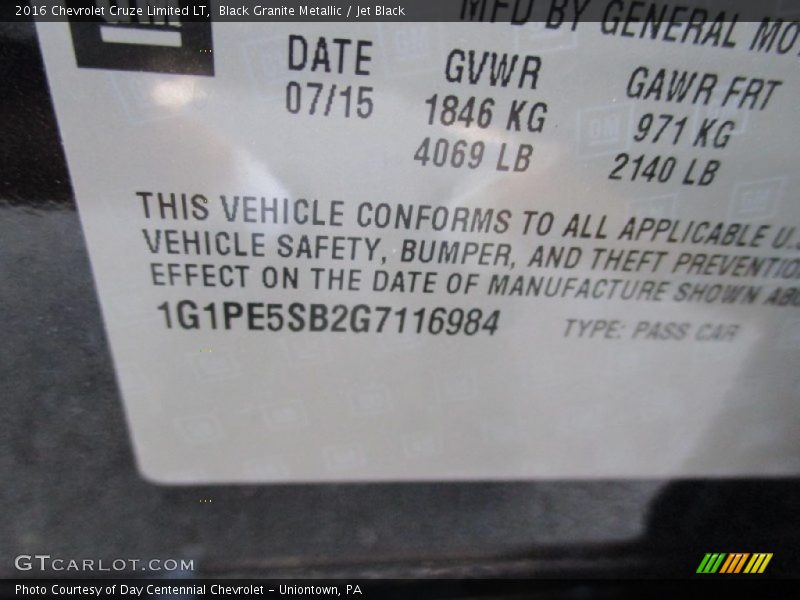 2016 Chevrolet Cruze Limited LT, Black Granite Metallic / Jet Black
MFD BY GENERAL
DATE GVWR GAWR FRT
07/15 1846 KG 971 KG
4069 LB 2140 LB
THIS VEHICLE CONFORMS TO ALL APPLICABLE U.S
VEHICLE SAFETY, BUMPER, AND THEFT PREVENTION
EFFECT ON THE DATE OF MANUFACTURE SHOWN
1G1PE5SB2G7116984 TYPE: PASS CAR
GTCARLOT.COM
Photo Courtesy of Day Centennial Chevrolet - Uniontown, PA